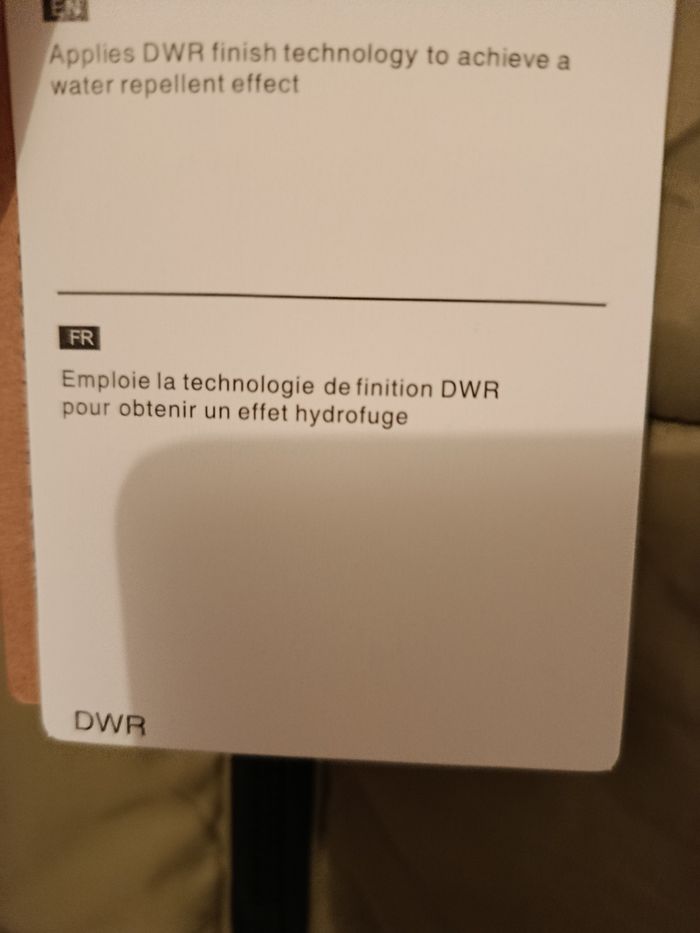 EN
Applies DWR finish technology to achieve a
water repellent effect
FR
Emploie la technologie de finition DWR
pour obtenir un effet hydrofuge
DWR